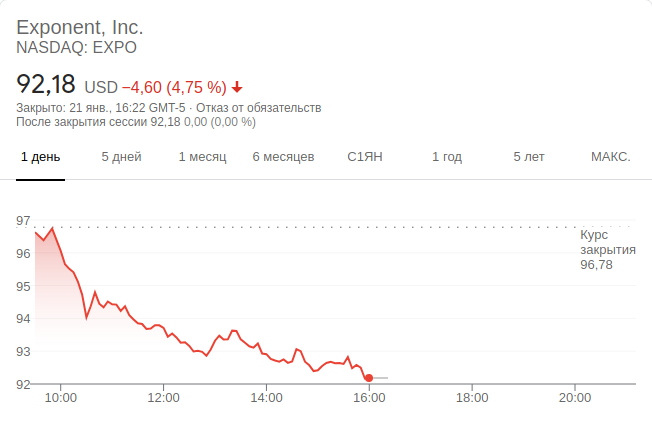 Exponent, Inc.
NASDAQ: EXPO
92,18 USD −4,60 (4,75 %)
Закрыто: 21 янв., 16:22 GMT-5 · Отказ от обязательств
После закрытия сессии 92,18 0,00 (0,00 %)
1 день 5 дней 1 месяц 6 месяцев С1ЯН 1 год 5 лет МАКС.
97
Курс
закрытия
96,78
96
95
94
93
92
10:00 12:00 14:00 16:00 18:00 20:00